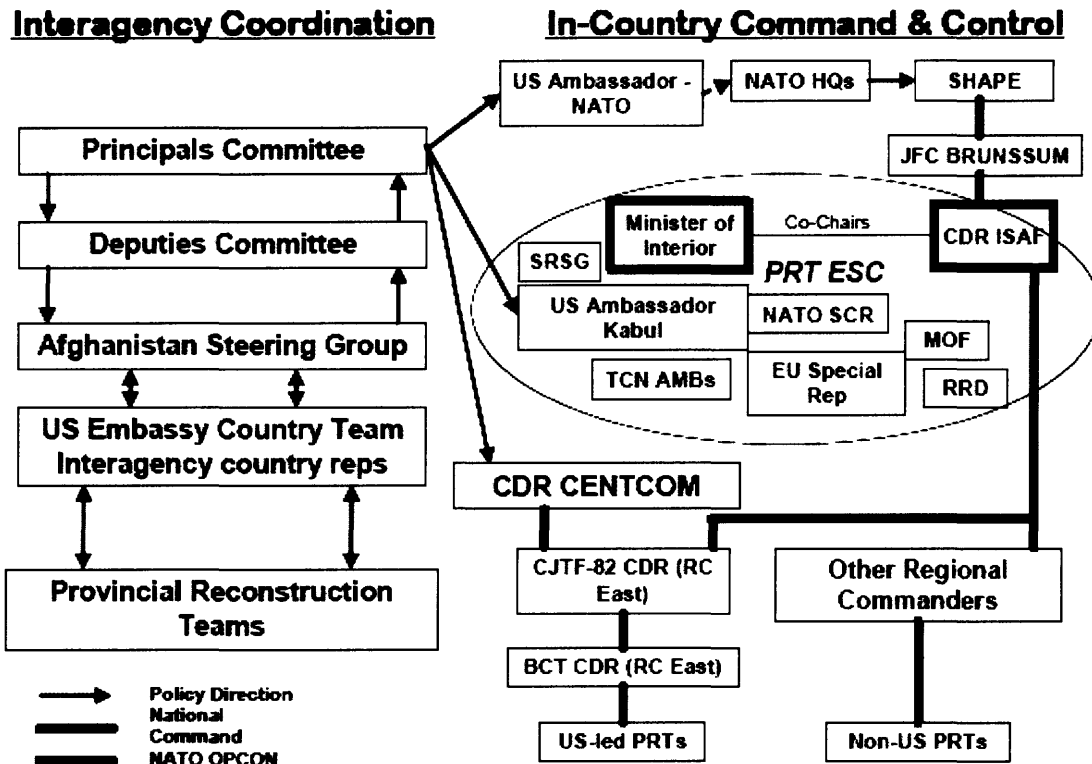 Interagency Coordination
In-Country Command & Control
US Ambassador -
NATO
NATO HQs
SHAPE
Principals Committee
JFC BRUNSSUM
Deputies Committee
Minister of
Interior
Co-Chairs
CDR ISAF
SRSG
PRT ESC
US Ambassador
Kabul
NATO SCR
Afghanistan Steering Group
MOF
TCN AMBs
EU Special
Rep
RRD
US Embassy Country Team
Interagency country reps
CDR CENTCOM
CJTF-82 CDR (RC
East)
Other Regional
Commanders
Provincial Reconstruction
Teams
BCT CDR (RC East)
Policy Direction
National
Command
NATO OPCON
US-led PRTs
Non-US PRTs